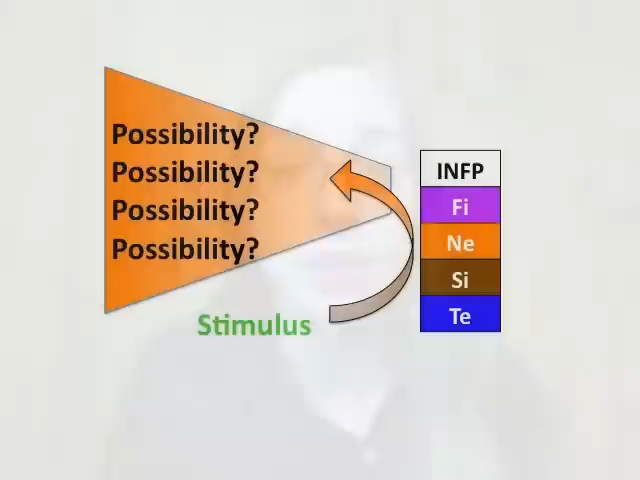 Possibility?
Possibility?
Possibility?
Possibility?
Stimulus
INFP
Fi
Ne
Si
Te